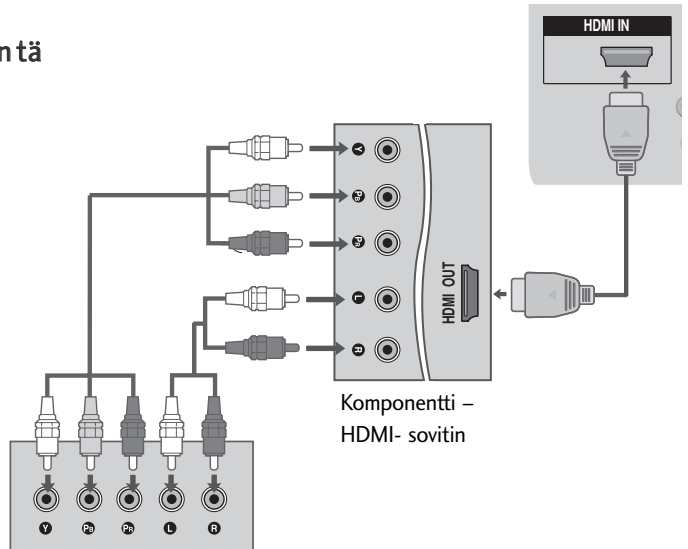 ntä
HDMI IN
Y
PB
PR
L
R
HDMI OUT
Komponentti –
HDMI- sovitin
Y
PB
PR
L
R